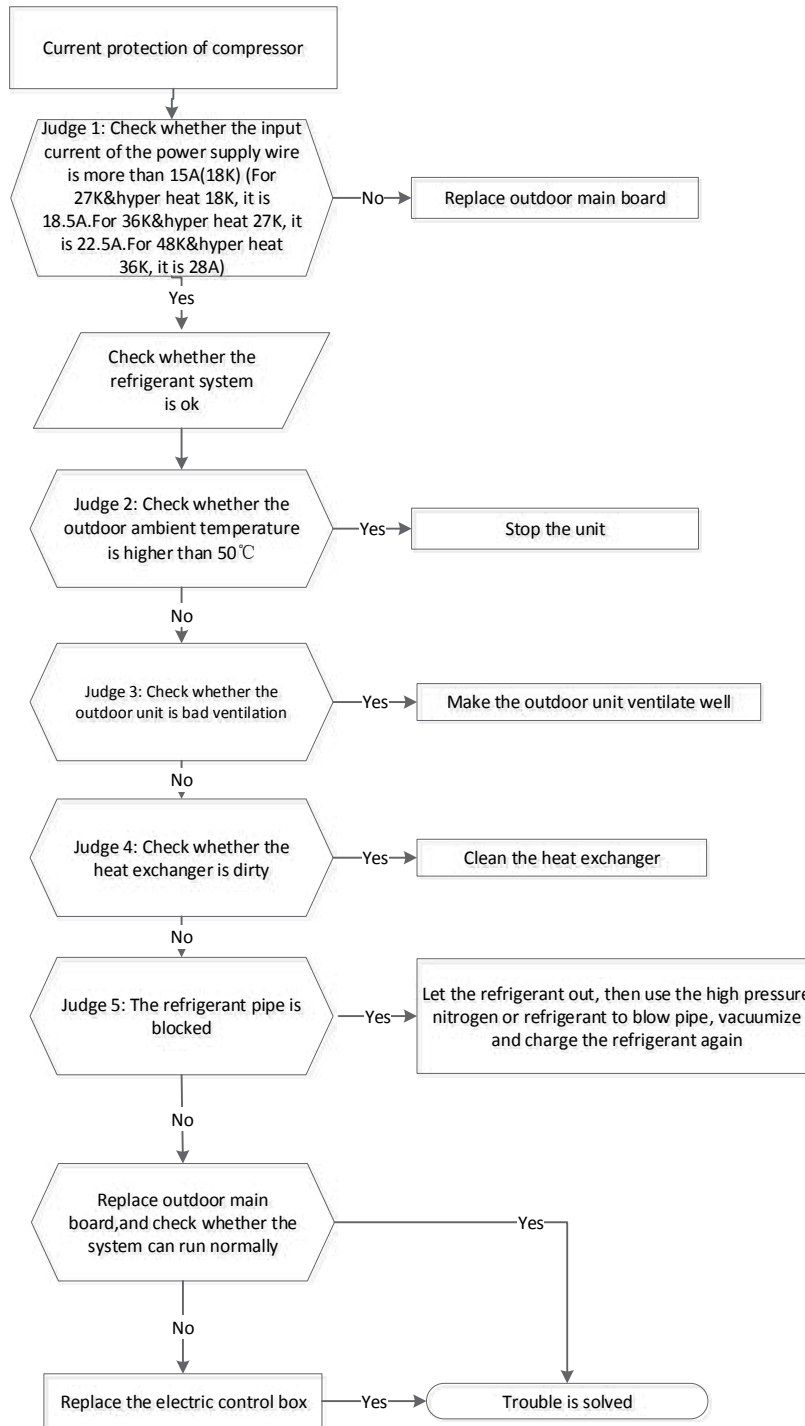 Current protection of compressor
Judge 1: Check whether the input
current of the power supply wire
is more than 15A(18K) (For
27K&hyper heat 18K, it is
18.5A.For 36K&hyper heat 27K, it
is 22.5A.For 48K&hyper heat
36K, it is 28A)
No
Replace outdoor main board
Yes
Check whether the
refrigerant system
is ok
Judge 2: Check whether the
outdoor ambient temperature
is higher than 50℃
Yes
Stop the unit
No
Judge 3: Check whether the
outdoor unit is bad ventilation
Yes
Make the outdoor unit ventilate well
No
Judge 4: Check whether the
heat exchanger is dirty
Yes
Clean the heat exchanger
No
Judge 5: The refrigerant pipe is
blocked
Yes
Let the refrigerant out, then use the high pressure
nitrogen or refrigerant to blow pipe, vacuumize
and charge the refrigerant again
No
Replace outdoor main
board,and check whether the
system can run normally
Yes
No
Replace the electric control box
Yes
Trouble is solved